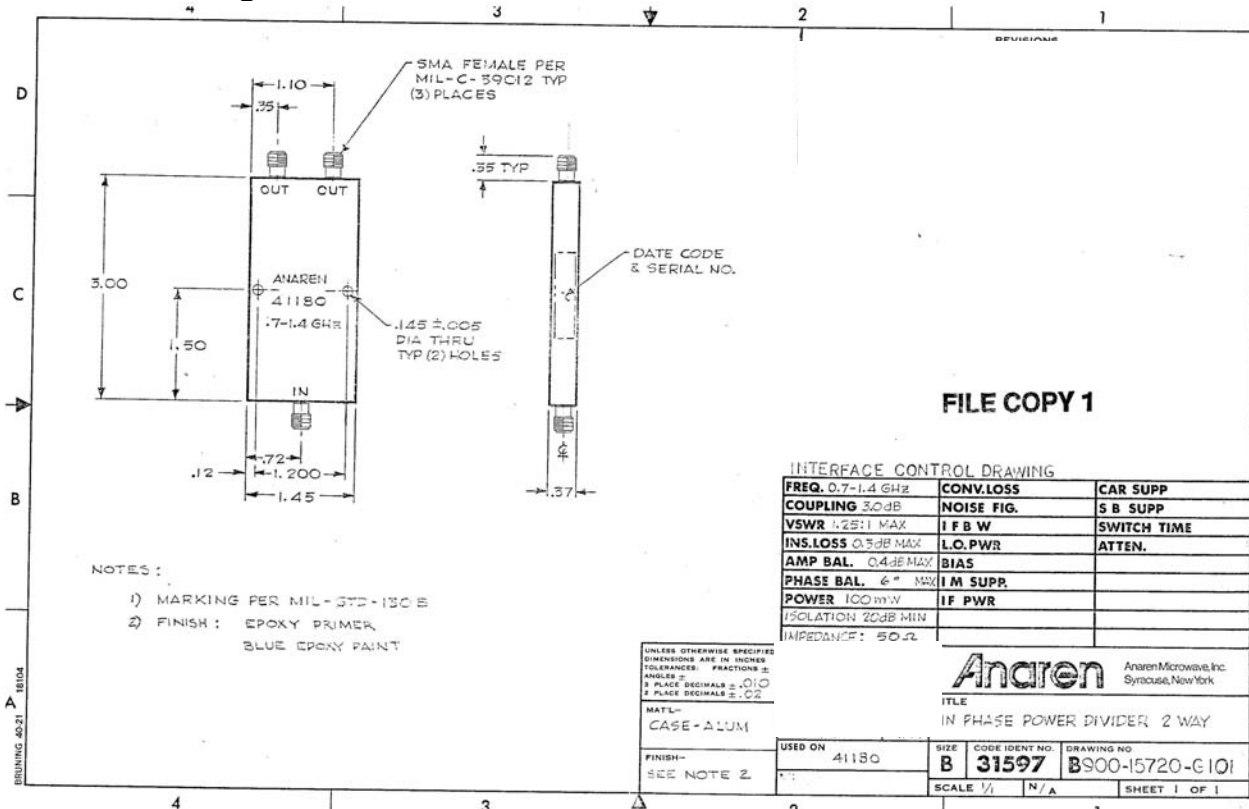 4 3 2 1
REVISIONS
D
C
B
A
SMA FEMALE PER
MIL-C-39012 TYP
(3) PLACES
1.10
.35
.35 TYP
OUT OUT
DATE CODE
& SERIAL NO.
3.00
ANAREN
41180
.7-1.4 GHz
1.50
.145 ±.005
DIA THRU
TYP (2) HOLES
IN
.72
.12
1.200
1.45
.37
FILE COPY 1
INTERFACE CONTROL DRAWING
FREQ. 0.7-1.4 GHz CONV.LOSS CAR SUPP
COUPLING 3.0dB NOISE FIG. S B SUPP
VSWR 1.25:1 MAX I F B W SWITCH TIME
INS.LOSS 0.3dB MAX L.O.PWR ATTEN.
AMP BAL. 0.4dB MAX BIAS
PHASE BAL. 6° MAX I M SUPP.
POWER 100mW IF PWR
ISOLATION 20dB MIN
IMPEDANCE: 50Ω
NOTES:
1) MARKING PER MIL-STD-130B
2) FINISH: EPOXY PRIMER
BLUE EPOXY PAINT
UNLESS OTHERWISE SPECIFIED
DIMENSIONS ARE IN INCHES
TOLERANCES: FRACTIONS ±
ANGLES ±
3 PLACE DECIMALS ± .010
2 PLACE DECIMALS ± .02
MAT'L-
CASE-ALUM
FINISH-
SEE NOTE 2
USED ON
41180
Anaren
Anaren Microwave, Inc.
Syracuse, New York
ITLE
IN PHASE POWER DIVIDER 2 WAY
SIZE CODE IDENT NO. DRAWING NO
B 31597 B900-15720-G101
SCALE 1/1 N/A SHEET 1 OF 1
BRUNING 40-21 18104
4 3 2 1